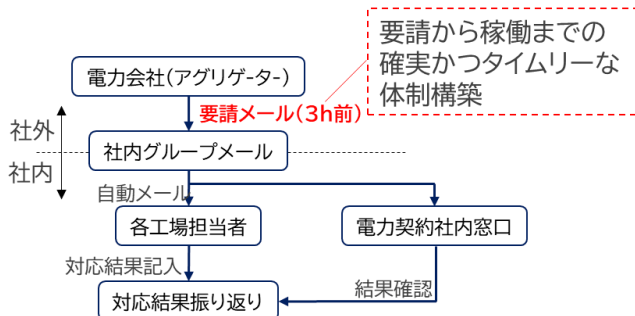 要請から稼働までの
確実かつタイムリーな
体制構築
電力会社(アグリゲｰタｰ)
要請メール(3h前)
社外
社内グループメール
社内
自動メール
各工場担当者
電力契約社内窓口
対応結果記入
結果確認
対応結果振り返り